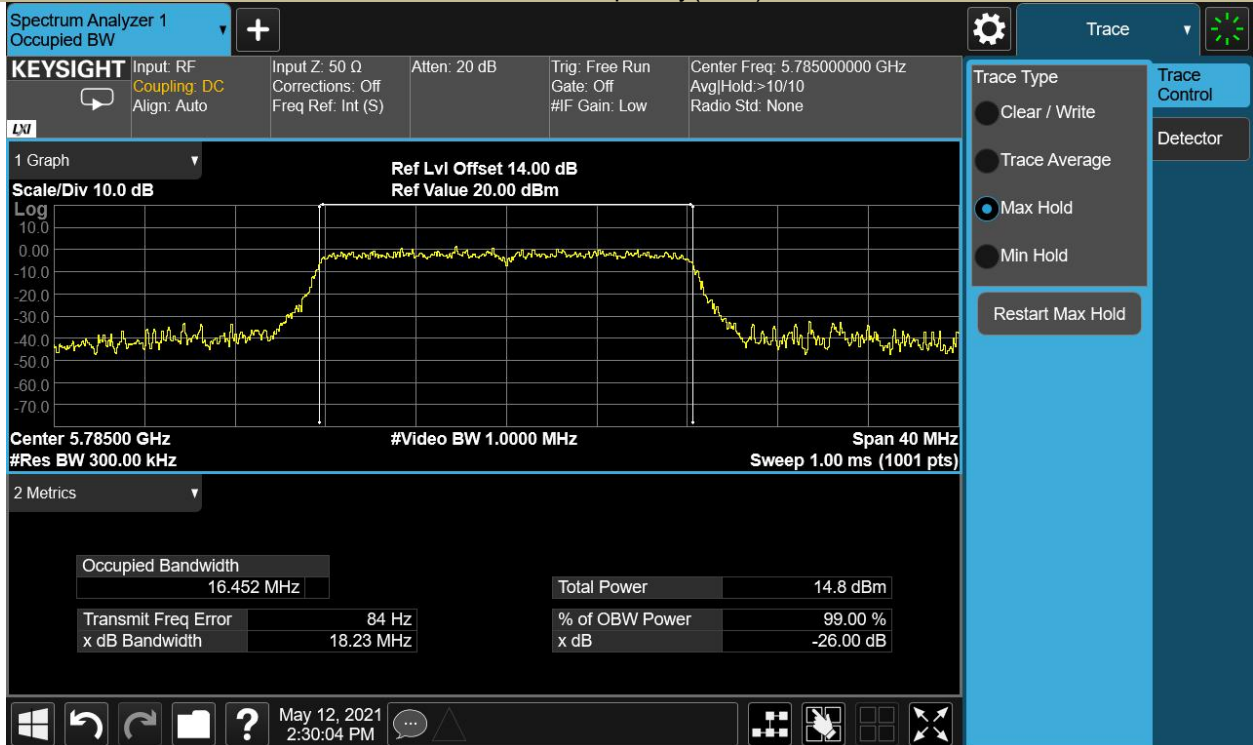 Spectrum Analyzer 1
Occupied BW
Trace
KEYSIGHT
LXI
Input: RF
Coupling: DC
Align: Auto
Input Z: 50 Ω
Corrections: Off
Freq Ref: Int (S)
Atten: 20 dB
Trig: Free Run
Gate: Off
#IF Gain: Low
Center Freq: 5.785000000 GHz
Avg|Hold:>10/10
Radio Std: None
Trace Type
Clear / Write
Trace Average
Max Hold
Min Hold
Restart Max Hold
Trace
Control
Detector
1 Graph
Scale/Div 10.0 dB
Ref Lvl Offset 14.00 dB
Ref Value 20.00 dBm
Log
10.0
0.00
-10.0
-20.0
-30.0
-40.0
-50.0
-60.0
-70.0
Center 5.78500 GHz
#Res BW 300.00 kHz
#Video BW 1.0000 MHz
Span 40 MHz
Sweep 1.00 ms (1001 pts)
2 Metrics
Occupied Bandwidth
16.452 MHz
Total Power 14.8 dBm
Transmit Freq Error 84 Hz
% of OBW Power 99.00 %
x dB Bandwidth 18.23 MHz
x dB -26.00 dB
?
May 12, 2021
2:30:04 PM